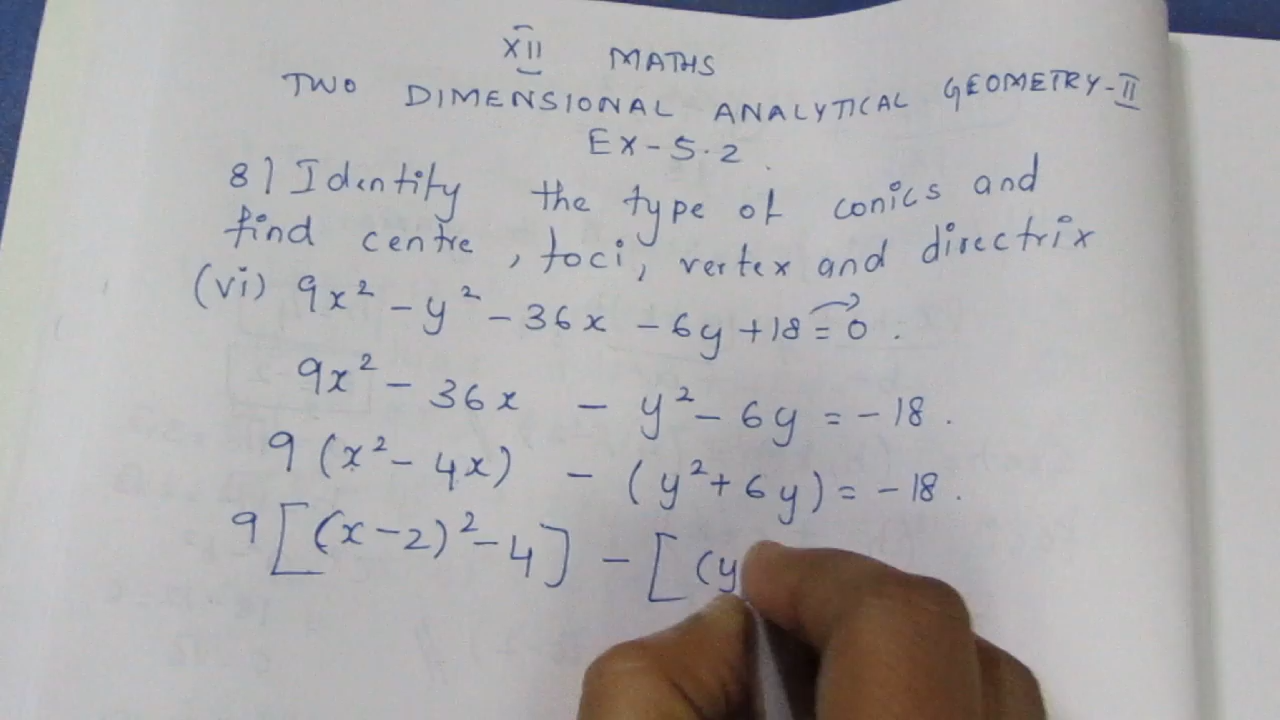 XII MATHS
TWO DIMENSIONAL ANALYTICAL GEOMETRY-II
EX-5.2
8) Identify the type of conics and
find centre, foci, vertex and directrix
(vi) 9x² - y² - 36x - 6y + 18 = 0.
9x² - 36x - y² - 6y = -18.
9(x² - 4x) - (y² + 6y) = -18.
9[(x-2)² - 4] - [(y